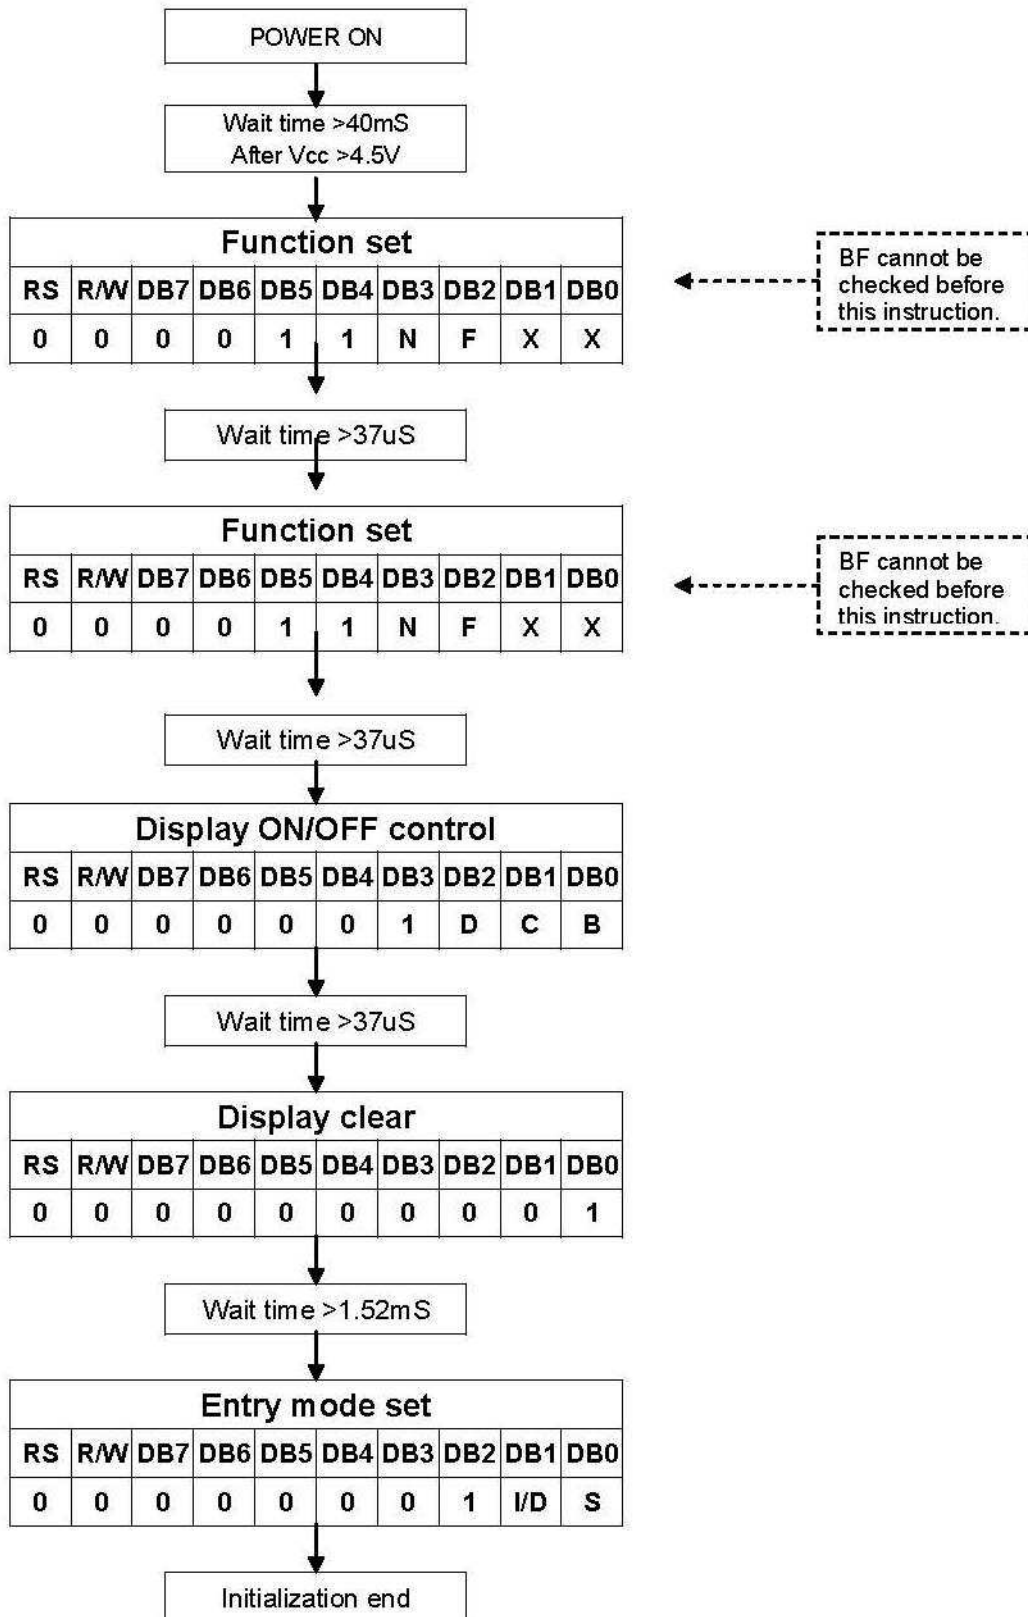 POWER ON
Wait time >40mS
After Vcc >4.5V
Function set
RS R/W DB7 DB6 DB5 DB4 DB3 DB2 DB1 DB0
0 0 0 0 1 1 N F X X
BF cannot be
checked before
this instruction.
Wait time >37uS
Function set
RS R/W DB7 DB6 DB5 DB4 DB3 DB2 DB1 DB0
0 0 0 0 1 1 N F X X
BF cannot be
checked before
this instruction.
Wait time >37uS
Display ON/OFF control
RS R/W DB7 DB6 DB5 DB4 DB3 DB2 DB1 DB0
0 0 0 0 0 0 1 D C B
Wait time >37uS
Display clear
RS R/W DB7 DB6 DB5 DB4 DB3 DB2 DB1 DB0
0 0 0 0 0 0 0 0 0 1
Wait time >1.52mS
Entry mode set
RS R/W DB7 DB6 DB5 DB4 DB3 DB2 DB1 DB0
0 0 0 0 0 0 0 1 I/D S
Initialization end